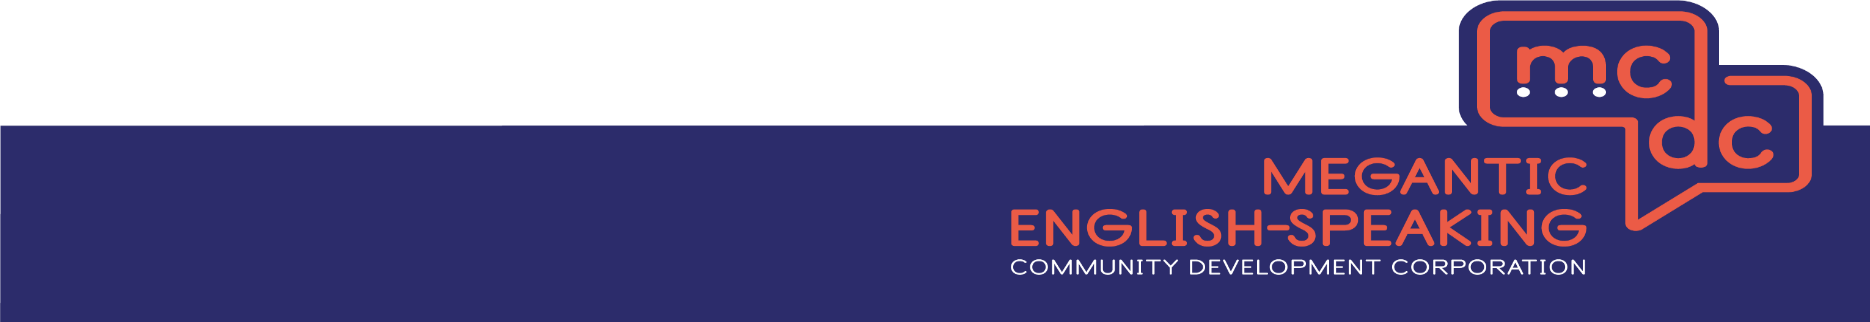 mc
dc
MEGANTIC
ENGLISH-SPEAKING
COMMUNITY DEVELOPMENT CORPORATION